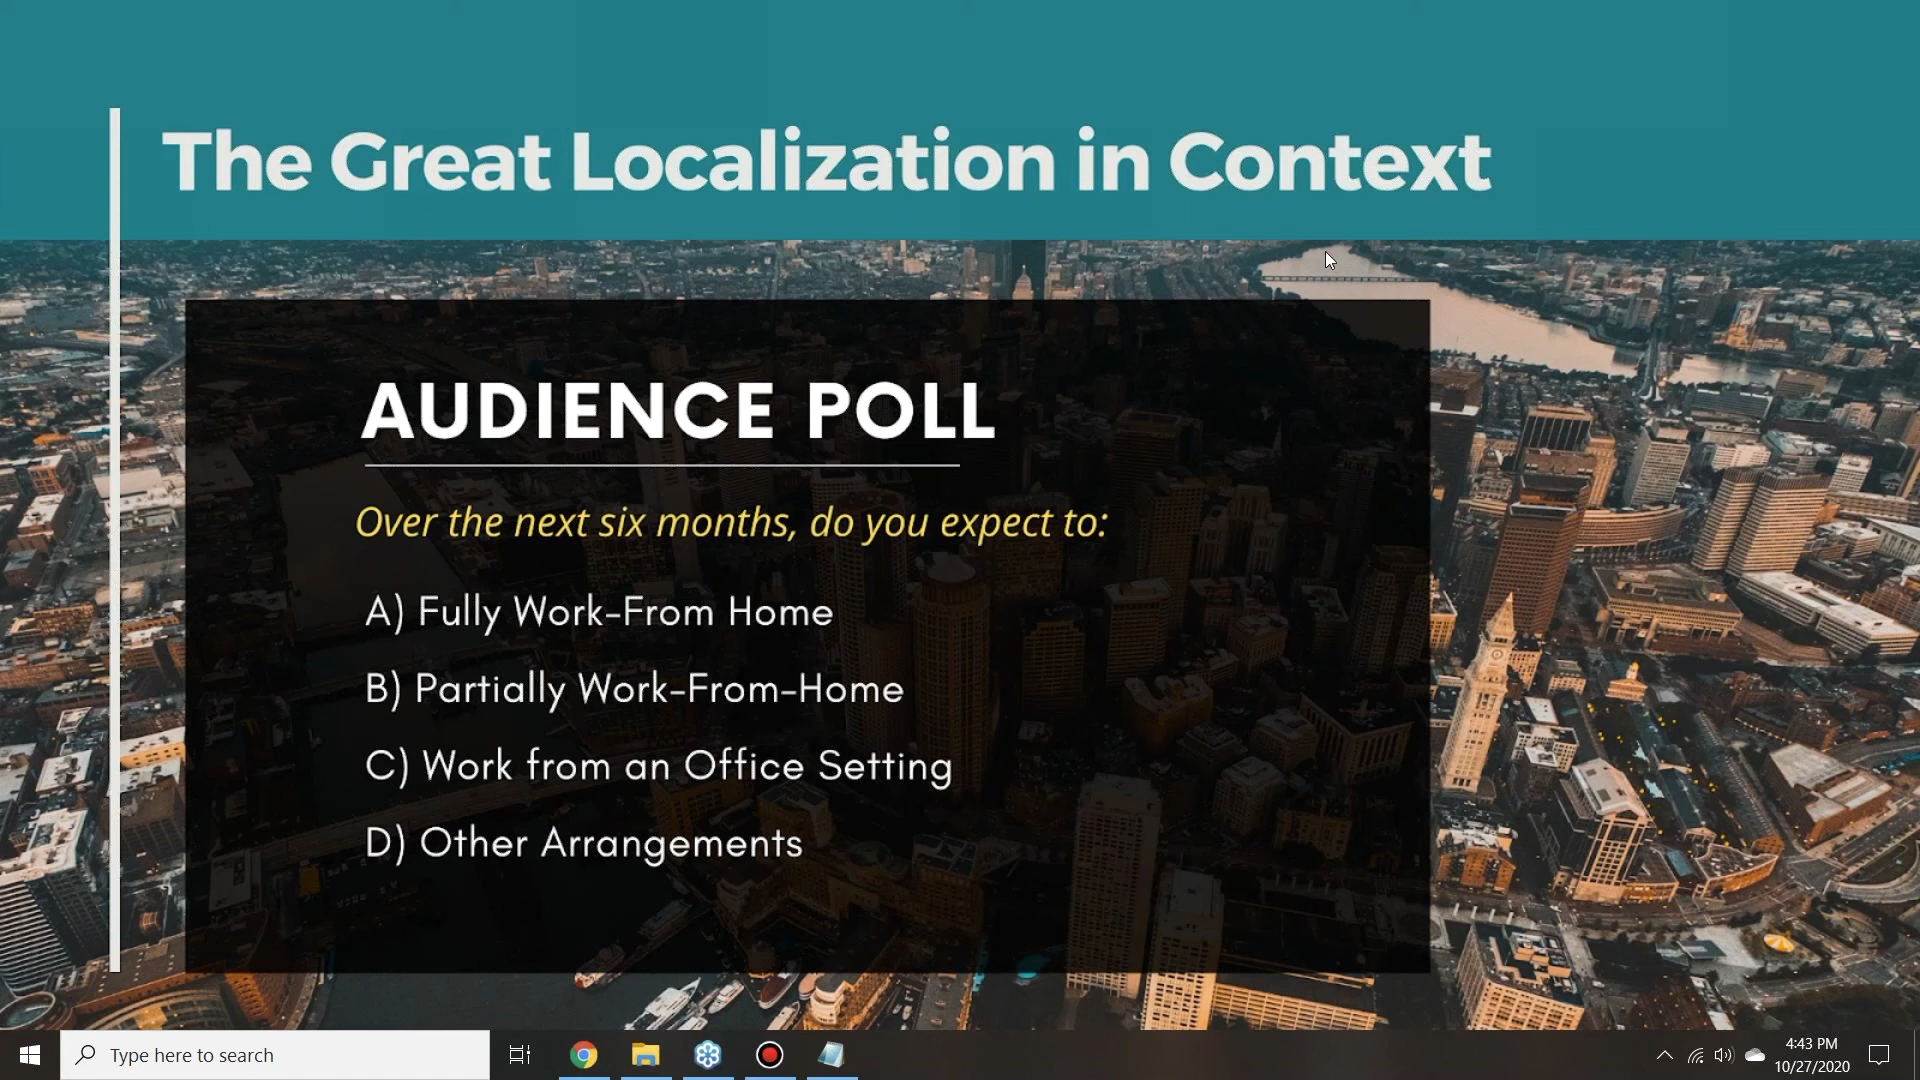 The Great Localization in Context
AUDIENCE POLL
Over the next six months, do you expect to:
A) Fully Work-From Home
B) Partially Work-From-Home
C) Work from an Office Setting
D) Other Arrangements
Type here to search
4:43 PM
10/27/2020